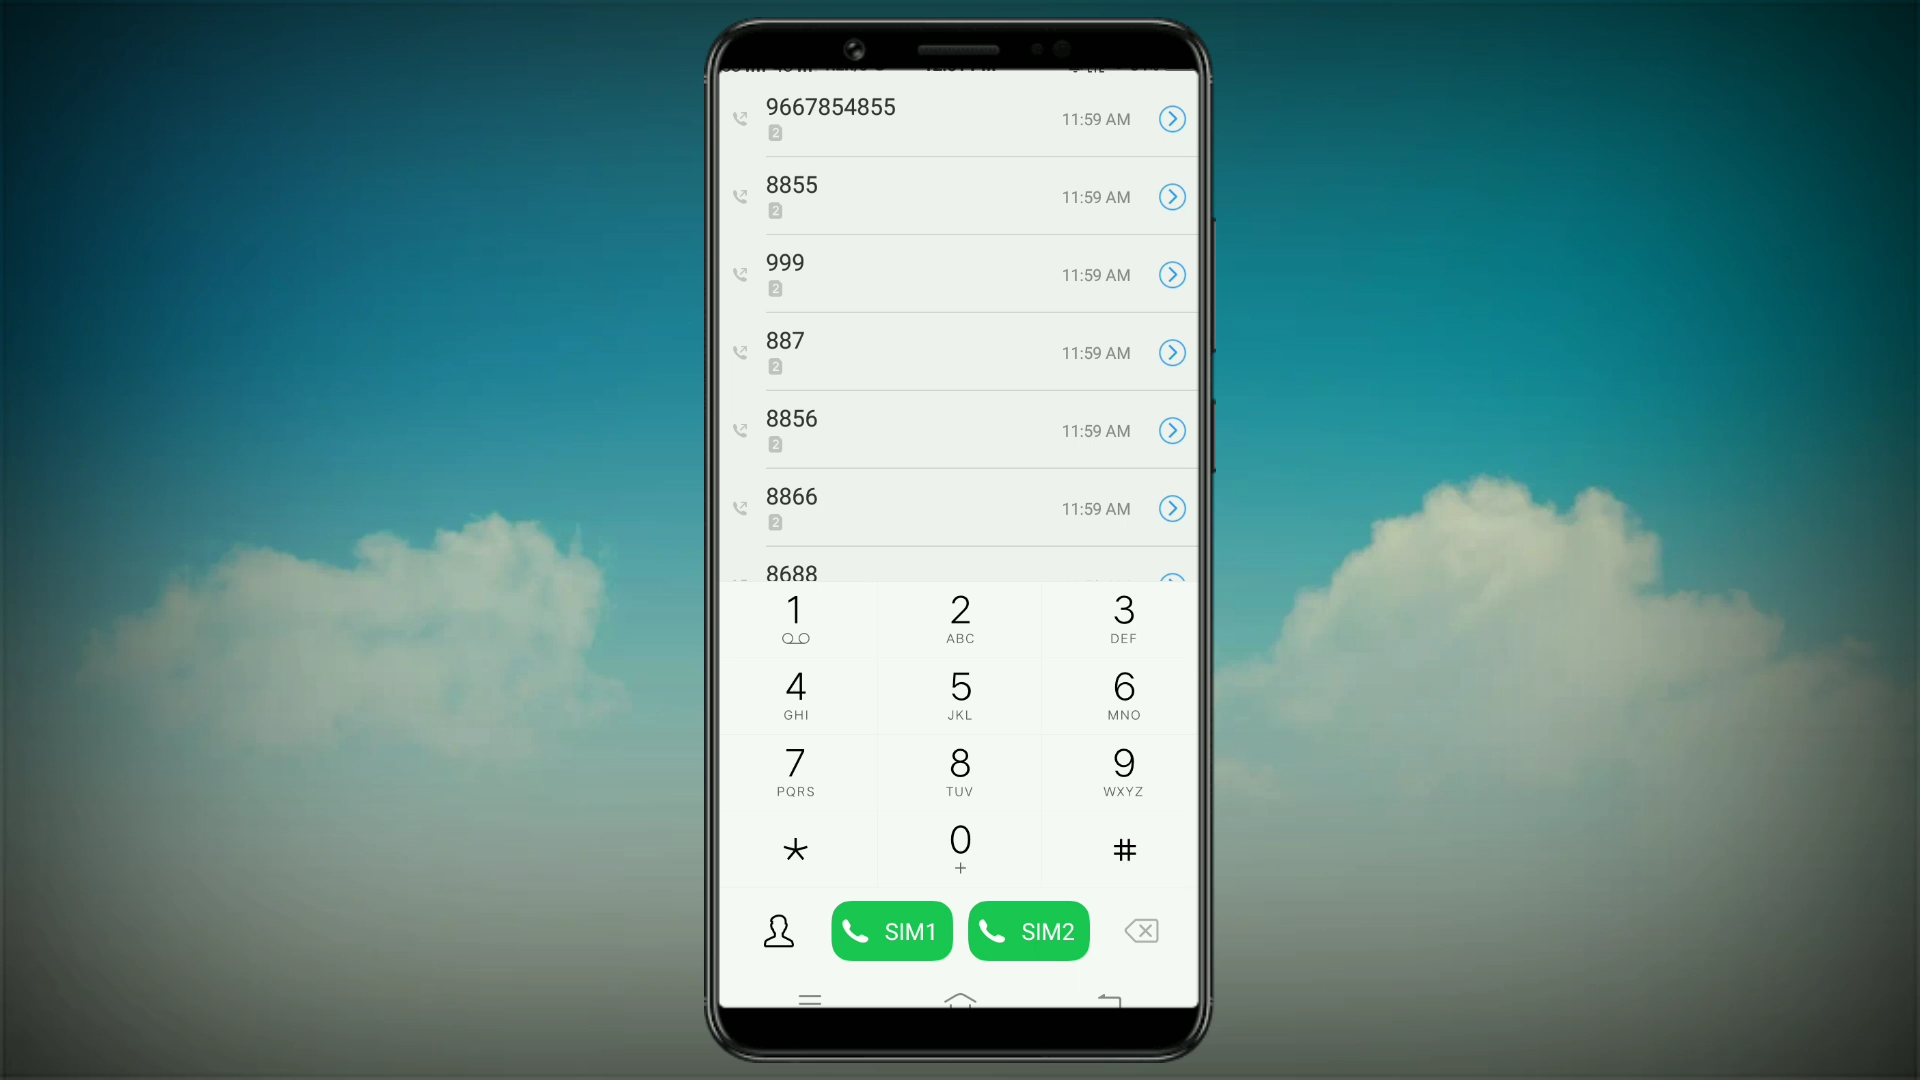 9667854855
2
11:59 AM
8855
2
11:59 AM
999
2
11:59 AM
887
2
11:59 AM
8856
2
11:59 AM
8866
2
11:59 AM
8688
1
2
ABC
3
DEF
4
GHI
5
JKL
6
MNO
7
PQRS
8
TUV
9
WXYZ
*
0
+
#
SIM1
SIM2